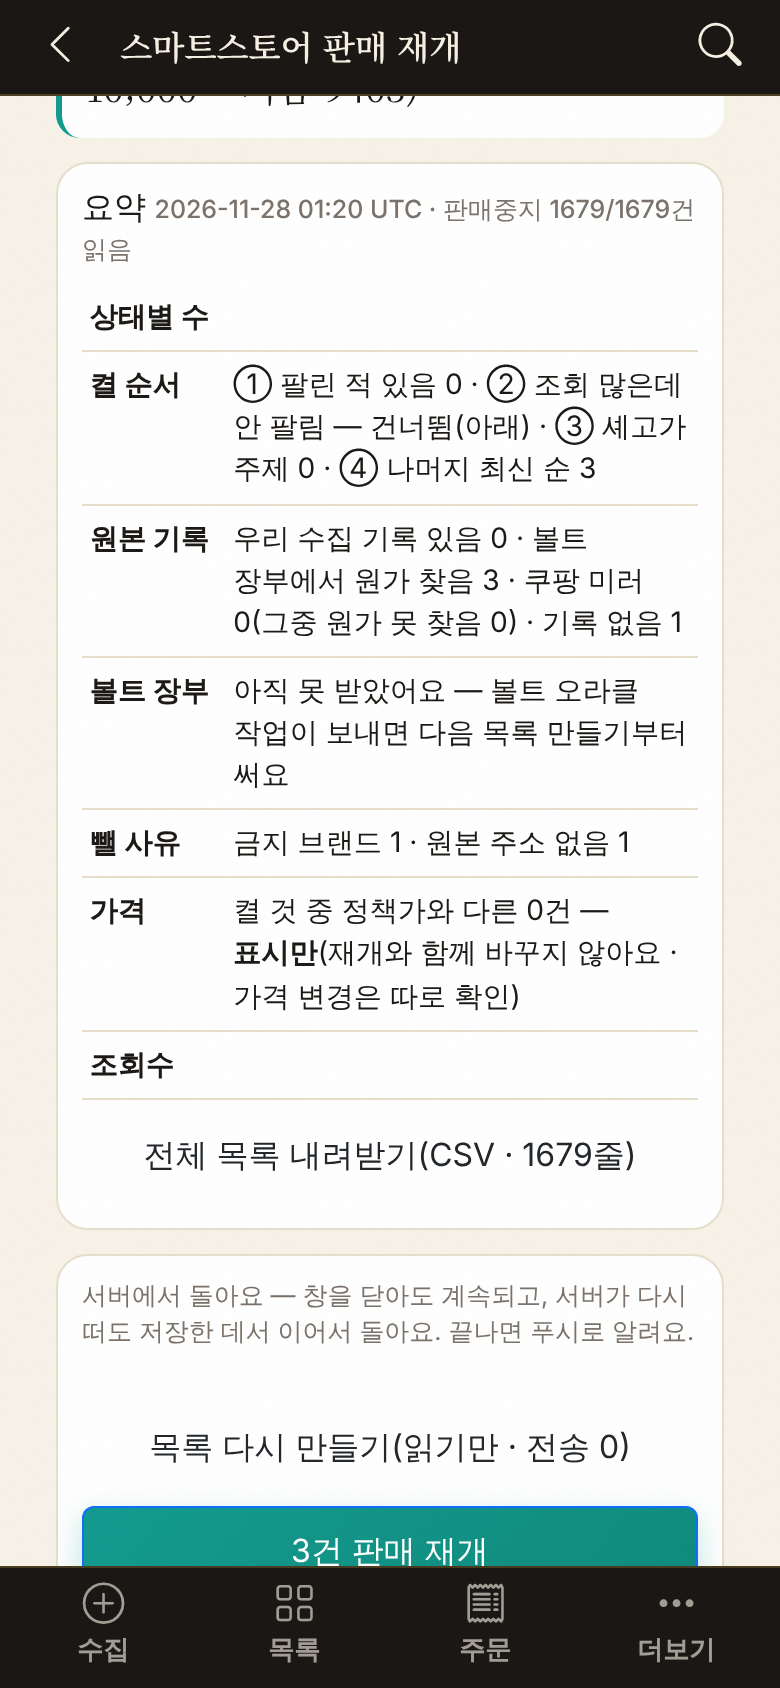 스마트스토어 판매 재개
요약 2026-11-28 01:20 UTC · 판매중지 1679/1679건
읽음
상태별 수
켤 순서 ① 팔린 적 있음 0 · ② 조회 많은데
안 팔림 — 건너뜀(아래) · ③ 셰고가
주제 0 · ④ 나머지 최신 순 3
원본 기록 우리 수집 기록 있음 0 · 볼트
장부에서 원가 찾음 3 · 쿠팡 미러
0(그중 원가 못 찾음 0) · 기록 없음 1
볼트 장부 아직 못 받았어요 — 볼트 오라클
작업이 보내면 다음 목록 만들기부터
써요
뺄 사유 금지 브랜드 1 · 원본 주소 없음 1
가격 켤 것 중 정책가와 다른 0건 —
표시만(재개와 함께 바꾸지 않아요 ·
가격 변경은 따로 확인)
조회수
전체 목록 내려받기(CSV · 1679줄)
서버에서 돌아요 — 창을 닫아도 계속되고, 서버가 다시
떠도 저장한 데서 이어서 돌아요. 끝나면 푸시로 알려요.
목록 다시 만들기(읽기만 · 전송 0)
3건 판매 재개
수집 목록 주문 더보기